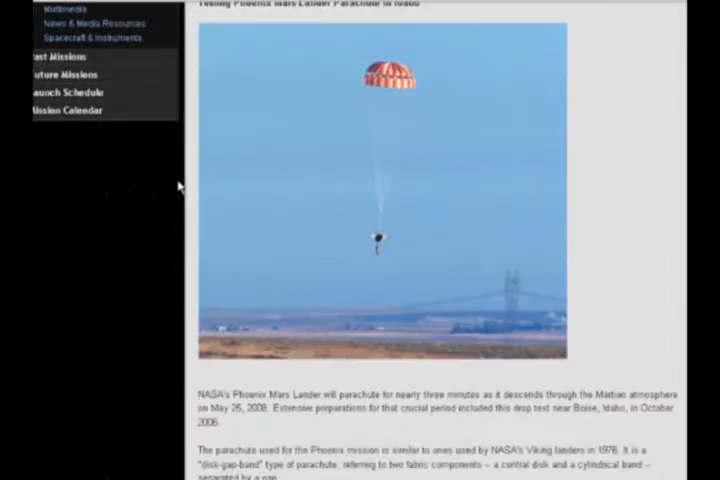 Multimedia
News & Media Resources
Spacecraft & Instruments
ast Missions
uture Missions
aunch Schedule
ission Calendar
Testing Phoenix Mars Lander Parachute in Idaho
NASA's Phoenix Mars Lander will parachute for nearly three minutes as it descends through the Martian atmosphere
on May 25, 2008. Extensive preparations for that crucial period included this drop test near Boise, Idaho, in October
2006.
The parachute used for the Phoenix mission is similar to ones used by NASA's Viking landers in 1976. It is a
"disk-gap-band" type of parachute, referring to two fabric components – a central disk and a cylindrical band –
separated by a gap.